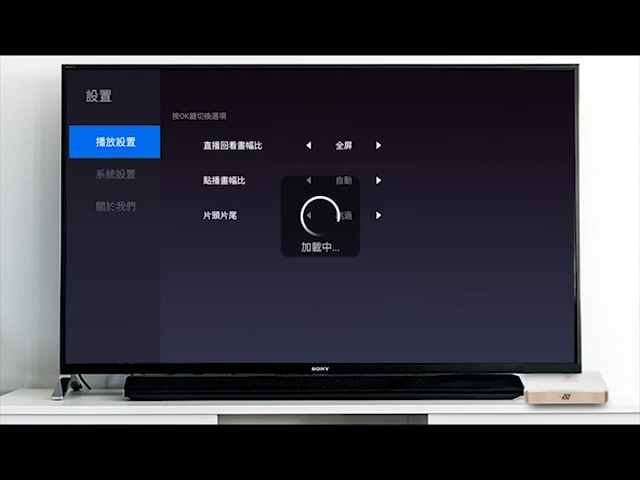 設置
播放設置
系統設置
關於我們
按OK鍵切換選項
直播回看畫幅比 全屏
點播畫幅比 自動
片頭片尾 過
加載中...
SONY